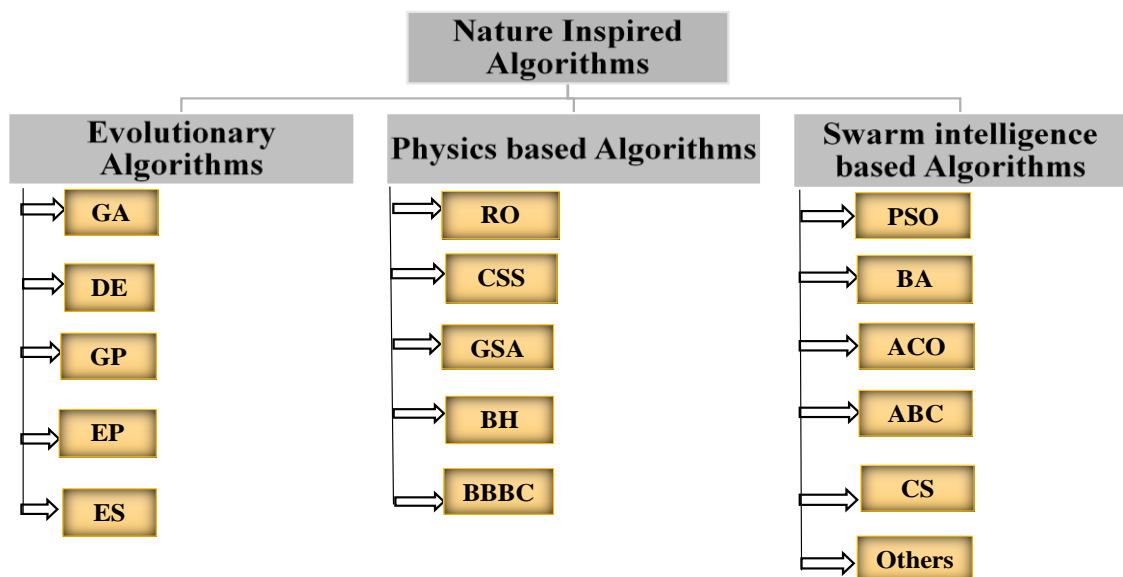 Nature Inspired
Algorithms
Evolutionary
Algorithms
GA
DE
GP
EP
ES
Physics based Algorithms
RO
CSS
GSA
BH
BBBC
Swarm intelligence
based Algorithms
PSO
BA
ACO
ABC
CS
Others